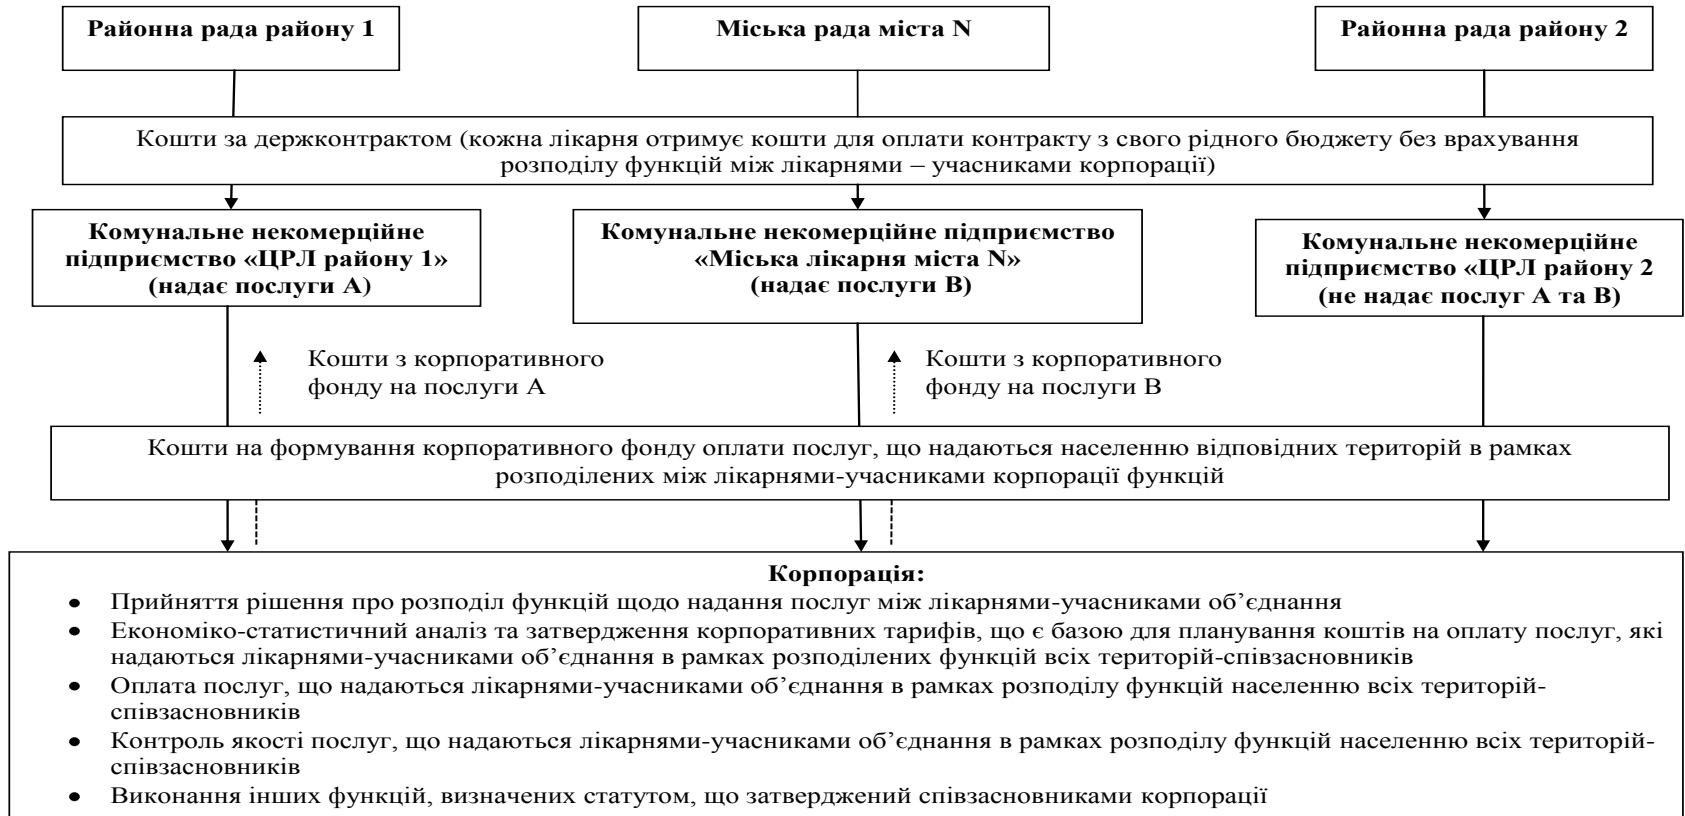 Районна рада району 1
Міська рада міста N
Районна рада району 2
Кошти за держконтрактом (кожна лікарня отримує кошти для оплати контракту з свого рідного бюджету без врахування
розподілу функцій між лікарнями – учасниками корпорації)
Комунальне некомерційне
підприємство «ЦРЛ району 1»
(надає послуги А)
Комунальне некомерційне підприємство
«Міська лікарня міста N»
(надає послуги В)
Комунальне некомерційне
підприємство «ЦРЛ району 2
(не надає послуг А та В)
Кошти з корпоративного
фонду на послуги А
Кошти з корпоративного
фонду на послуги В
Кошти на формування корпоративного фонду оплати послуг, що надаються населенню відповідних територій в рамках
розподілених між лікарнями-учасниками корпорації функцій
Корпорація:
• Прийняття рішення про розподіл функцій щодо надання послуг між лікарнями-учасниками об’єднання
• Економіко-статистичний аналіз та затвердження корпоративних тарифів, що є базою для планування коштів на оплату послуг, які
надаються лікарнями-учасниками об’єднання в рамках розподілених функцій всіх територій-співзасновників
• Оплата послуг, що надаються лікарнями-учасниками об’єднання в рамках розподілу функцій населенню всіх територій-
співзасновників
• Контроль якості послуг, що надаються лікарнями-учасниками об’єднання в рамках розподілу функцій населенню всіх територій-
співзасновників
• Виконання інших функцій, визначених статутом, що затверджений співзасновниками корпорації